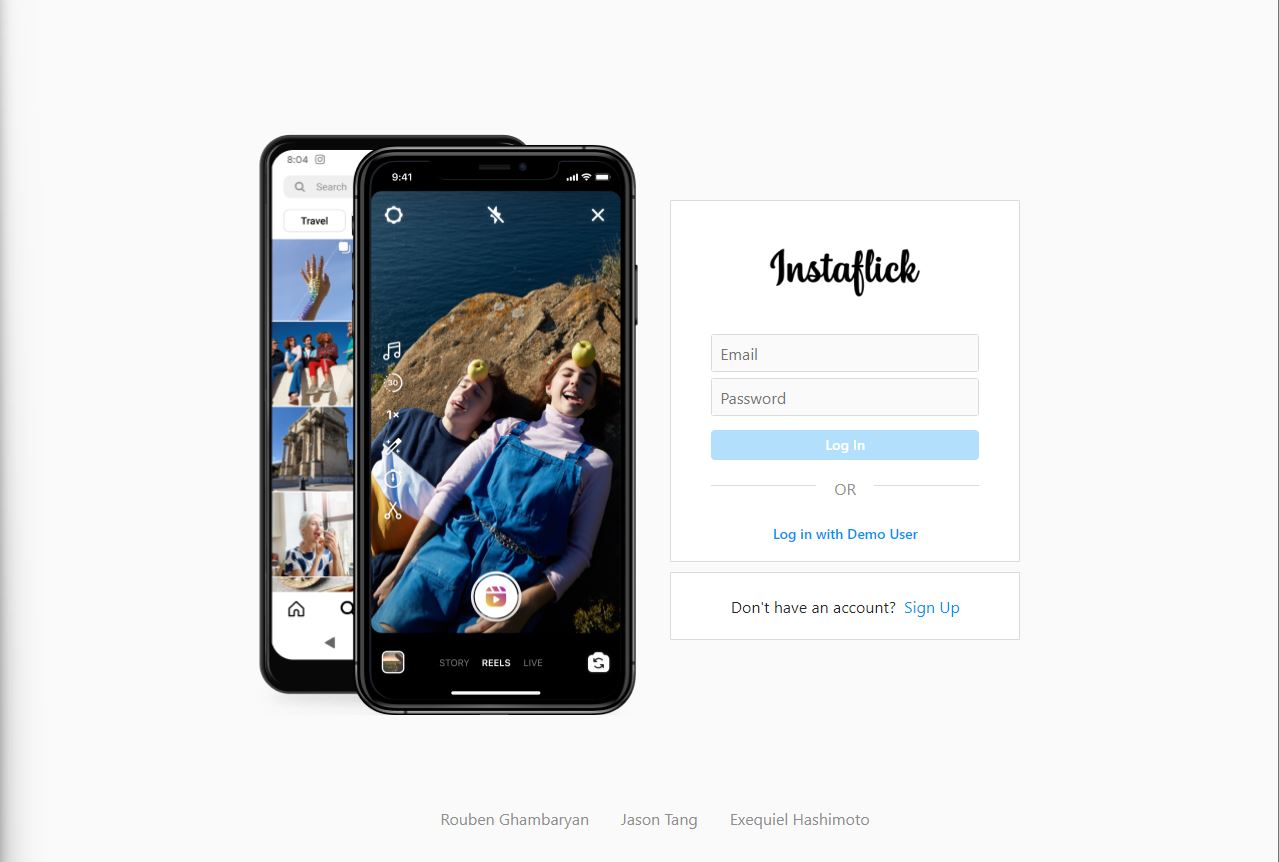 8:04
Search
Travel
9:41
30
1×
STORY REELS LIVE
Instaflick
Email
Password
Log In
OR
Log in with Demo User
Don't have an account? Sign Up
Rouben Ghambaryan Jason Tang Exequiel Hashimoto